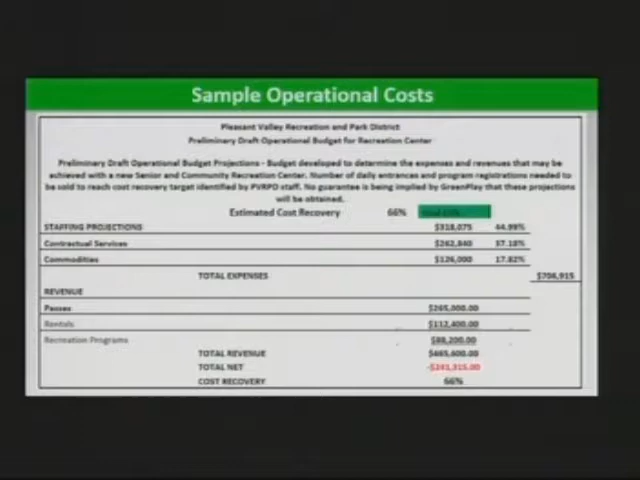 Sample Operational Costs
Pleasant Valley Recreation and Park District
Preliminary Draft Operational Budget for Recreation Center
Preliminary Draft Operational Budget Projections - Budget developed to determine the expenses and revenues that may be
achieved with a new Senior and Community Recreation Center. Number of daily entrances and program registrations needed to
be sold to reach cost recovery target identified by PVRPD staff. No guarantee is being implied by GreenPlay that these projections
will be obtained.
Estimated Cost Recovery 66%
STAFFING PROJECTIONS $318,075 44.99%
Contractual Services $262,840 37.18%
Commodities $126,000 17.82%
TOTAL EXPENSES $706,915
REVENUE
Passes $265,000.00
Rentals $112,400.00
Recreation Programs $88,200.00
TOTAL REVENUE $465,600.00
TOTAL NET -$241,315.00
COST RECOVERY 66%